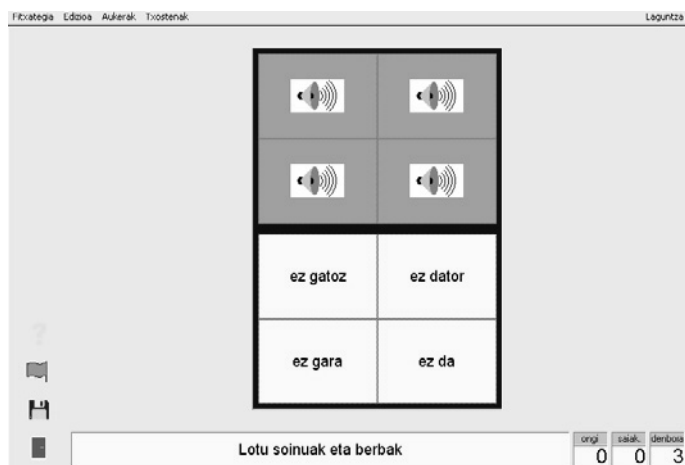 Fitxategia Edizioa Aukerak Txostenak Laguntza
ez gatoz ez dator
ez gara ez da
?
Lotu soinuak eta berbak
ongi saiak. denbora
0 0 3